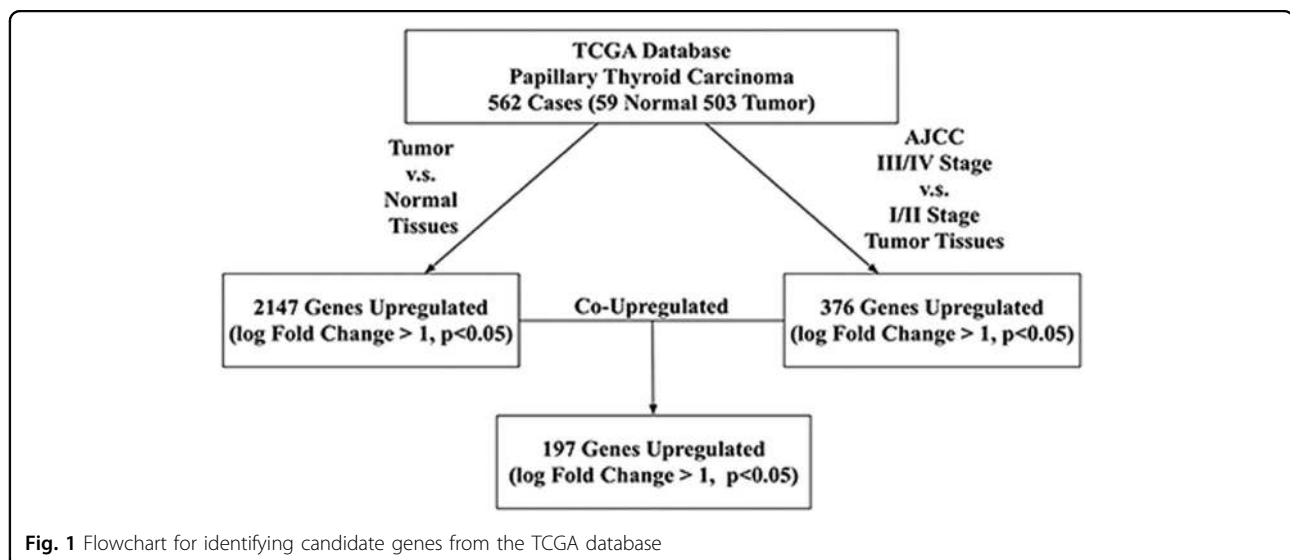 TCGA Database
Papillary Thyroid Carcinoma
562 Cases (59 Normal 503 Tumor)
Tumor
v.s.
Normal
Tissues
AJCC
III/IV Stage
v.s.
I/II Stage
Tumor Tissues
2147 Genes Upregulated
(log Fold Change > 1, p<0.05)
Co-Upregulated
376 Genes Upregulated
(log Fold Change > 1, p<0.05)
197 Genes Upregulated
(log Fold Change > 1, p<0.05)
Fig. 1 Flowchart for identifying candidate genes from the TCGA database